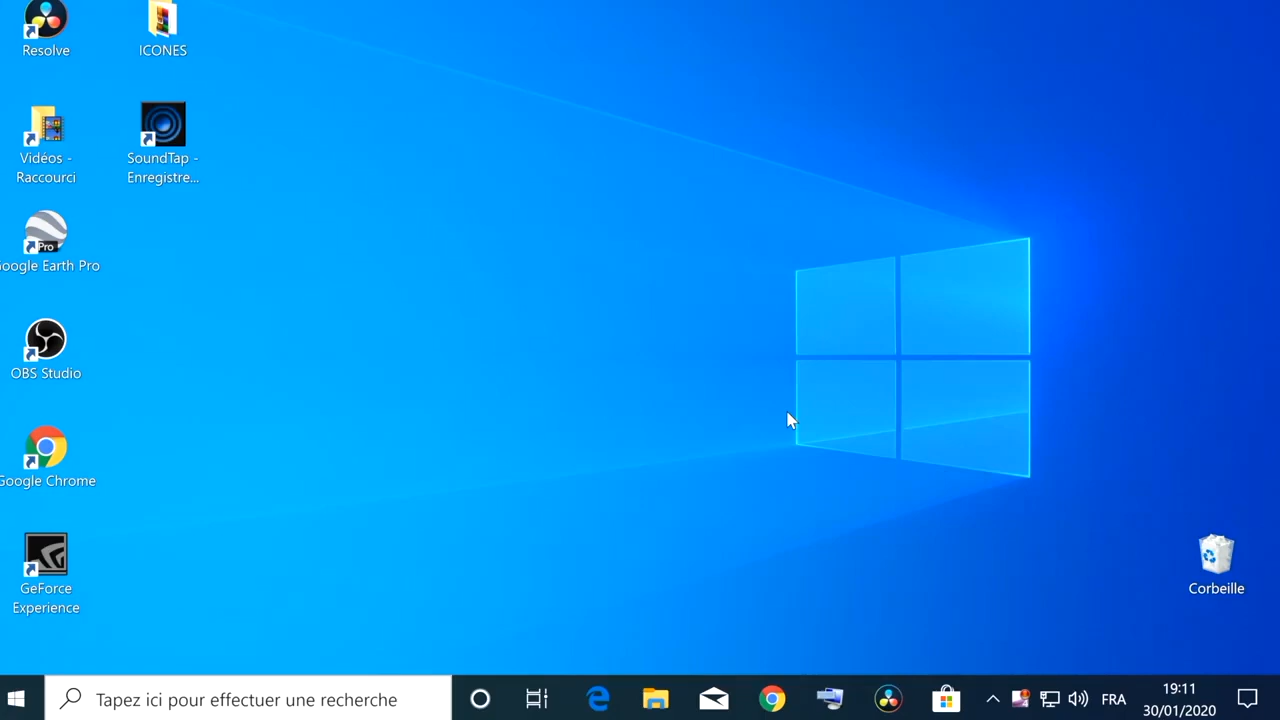 Resolve
ICONES
Vidéos -
Raccourci
SoundTap -
Enregistre...
Pro
oogle Earth Pro
OBS Studio
Google Chrome
GeForce
Experience
Corbeille
Tapez ici pour effectuer une recherche
FRA
19:11
30/01/2020